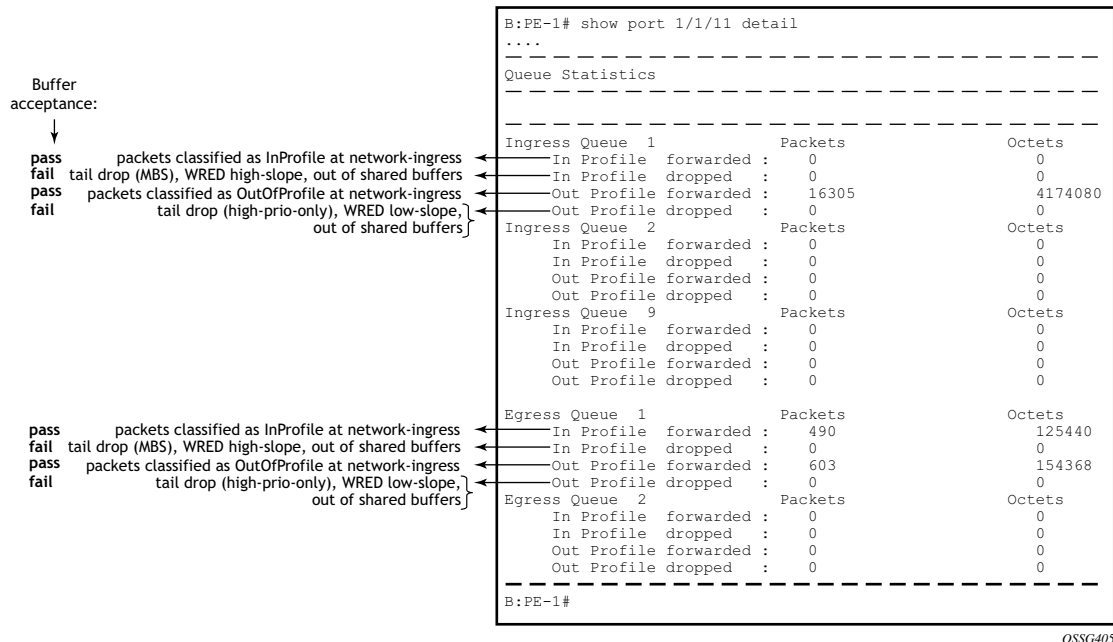 Buffer
acceptance:
pass packets classified as InProfile at network-ingress
fail tail drop (MBS), WRED high-slope, out of shared buffers
pass packets classified as OutOfProfile at network-ingress
fail tail drop (high-prio-only), WRED low-slope,
out of shared buffers
pass packets classified as InProfile at network-ingress
fail tail drop (MBS), WRED high-slope, out of shared buffers
pass packets classified as OutOfProfile at network-ingress
fail tail drop (high-prio-only), WRED low-slope,
out of shared buffers
B:PE-1# show port 1/1/11 detail
....
Queue Statistics
Ingress Queue 1 Packets Octets
In Profile forwarded : 0 0
In Profile dropped : 0 0
Out Profile forwarded : 16305 4174080
Out Profile dropped : 0 0
Ingress Queue 2 Packets Octets
In Profile forwarded : 0 0
In Profile dropped : 0 0
Out Profile forwarded : 0 0
Out Profile dropped : 0 0
Ingress Queue 9 Packets Octets
In Profile forwarded : 0 0
In Profile dropped : 0 0
Out Profile forwarded : 0 0
Out Profile dropped : 0 0
Egress Queue 1 Packets Octets
In Profile forwarded : 490 125440
In Profile dropped : 0 0
Out Profile forwarded : 603 154368
Out Profile dropped : 0 0
Egress Queue 2 Packets Octets
In Profile forwarded : 0 0
In Profile dropped : 0 0
Out Profile forwarded : 0 0
Out Profile dropped : 0 0
B:PE-1#
OSSG405